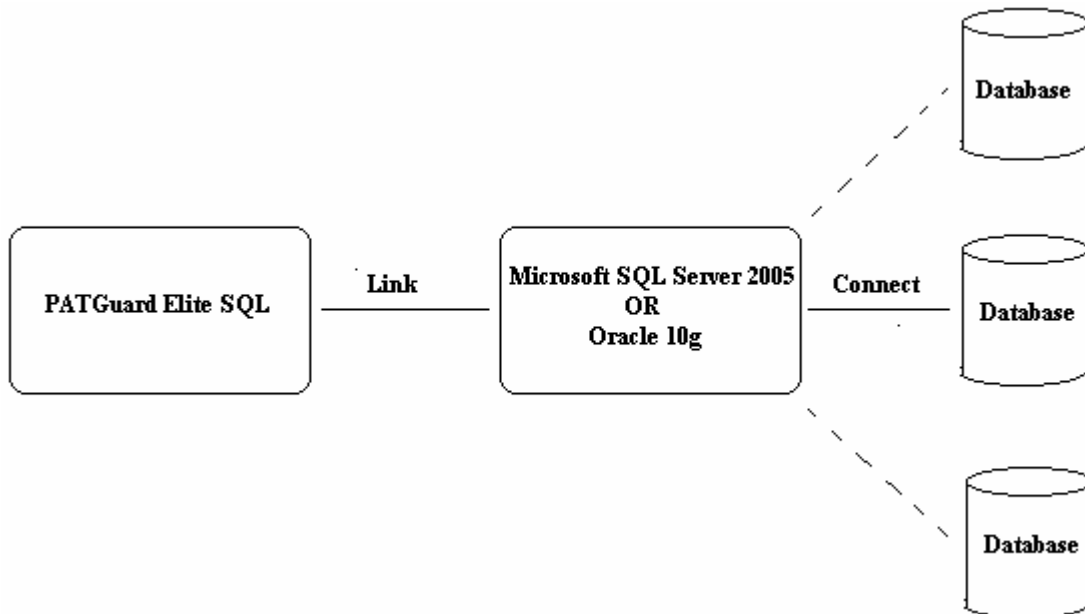 Database
PATGuard Elite SQL
Link
Microsoft SQL Server 2005
OR
Oracle 10g
Connect
Database
Database